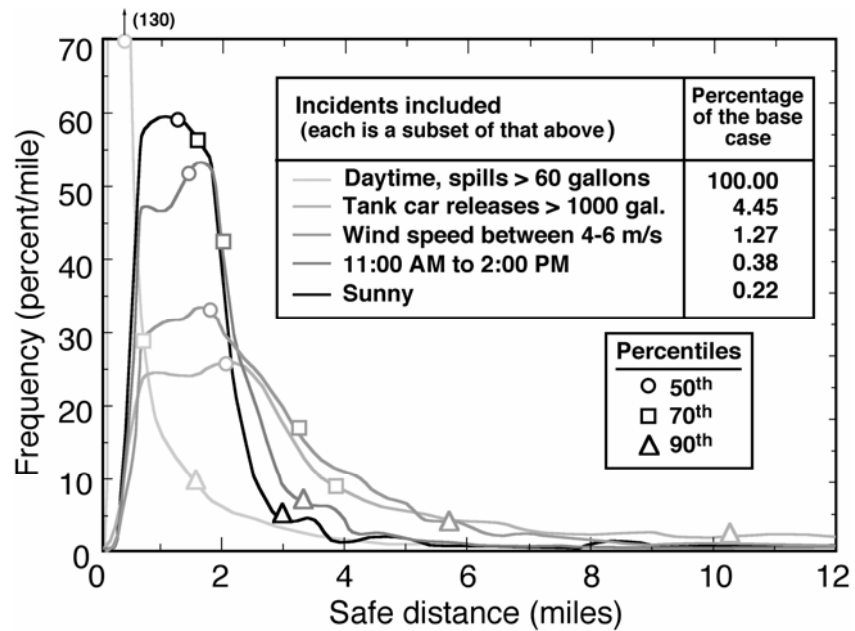 (130)
70
60
50
40
30
20
10
0
Frequency (percent/mile)
Incidents included
(each is a subset of that above)
Percentage
of the base
case
Daytime, spills > 60 gallons 100.00
Tank car releases > 1000 gal. 4.45
Wind speed between 4-6 m/s 1.27
11:00 AM to 2:00 PM 0.38
Sunny 0.22
Percentiles
50th
70th
90th
0 2 4 6 8 10 12
Safe distance (miles)